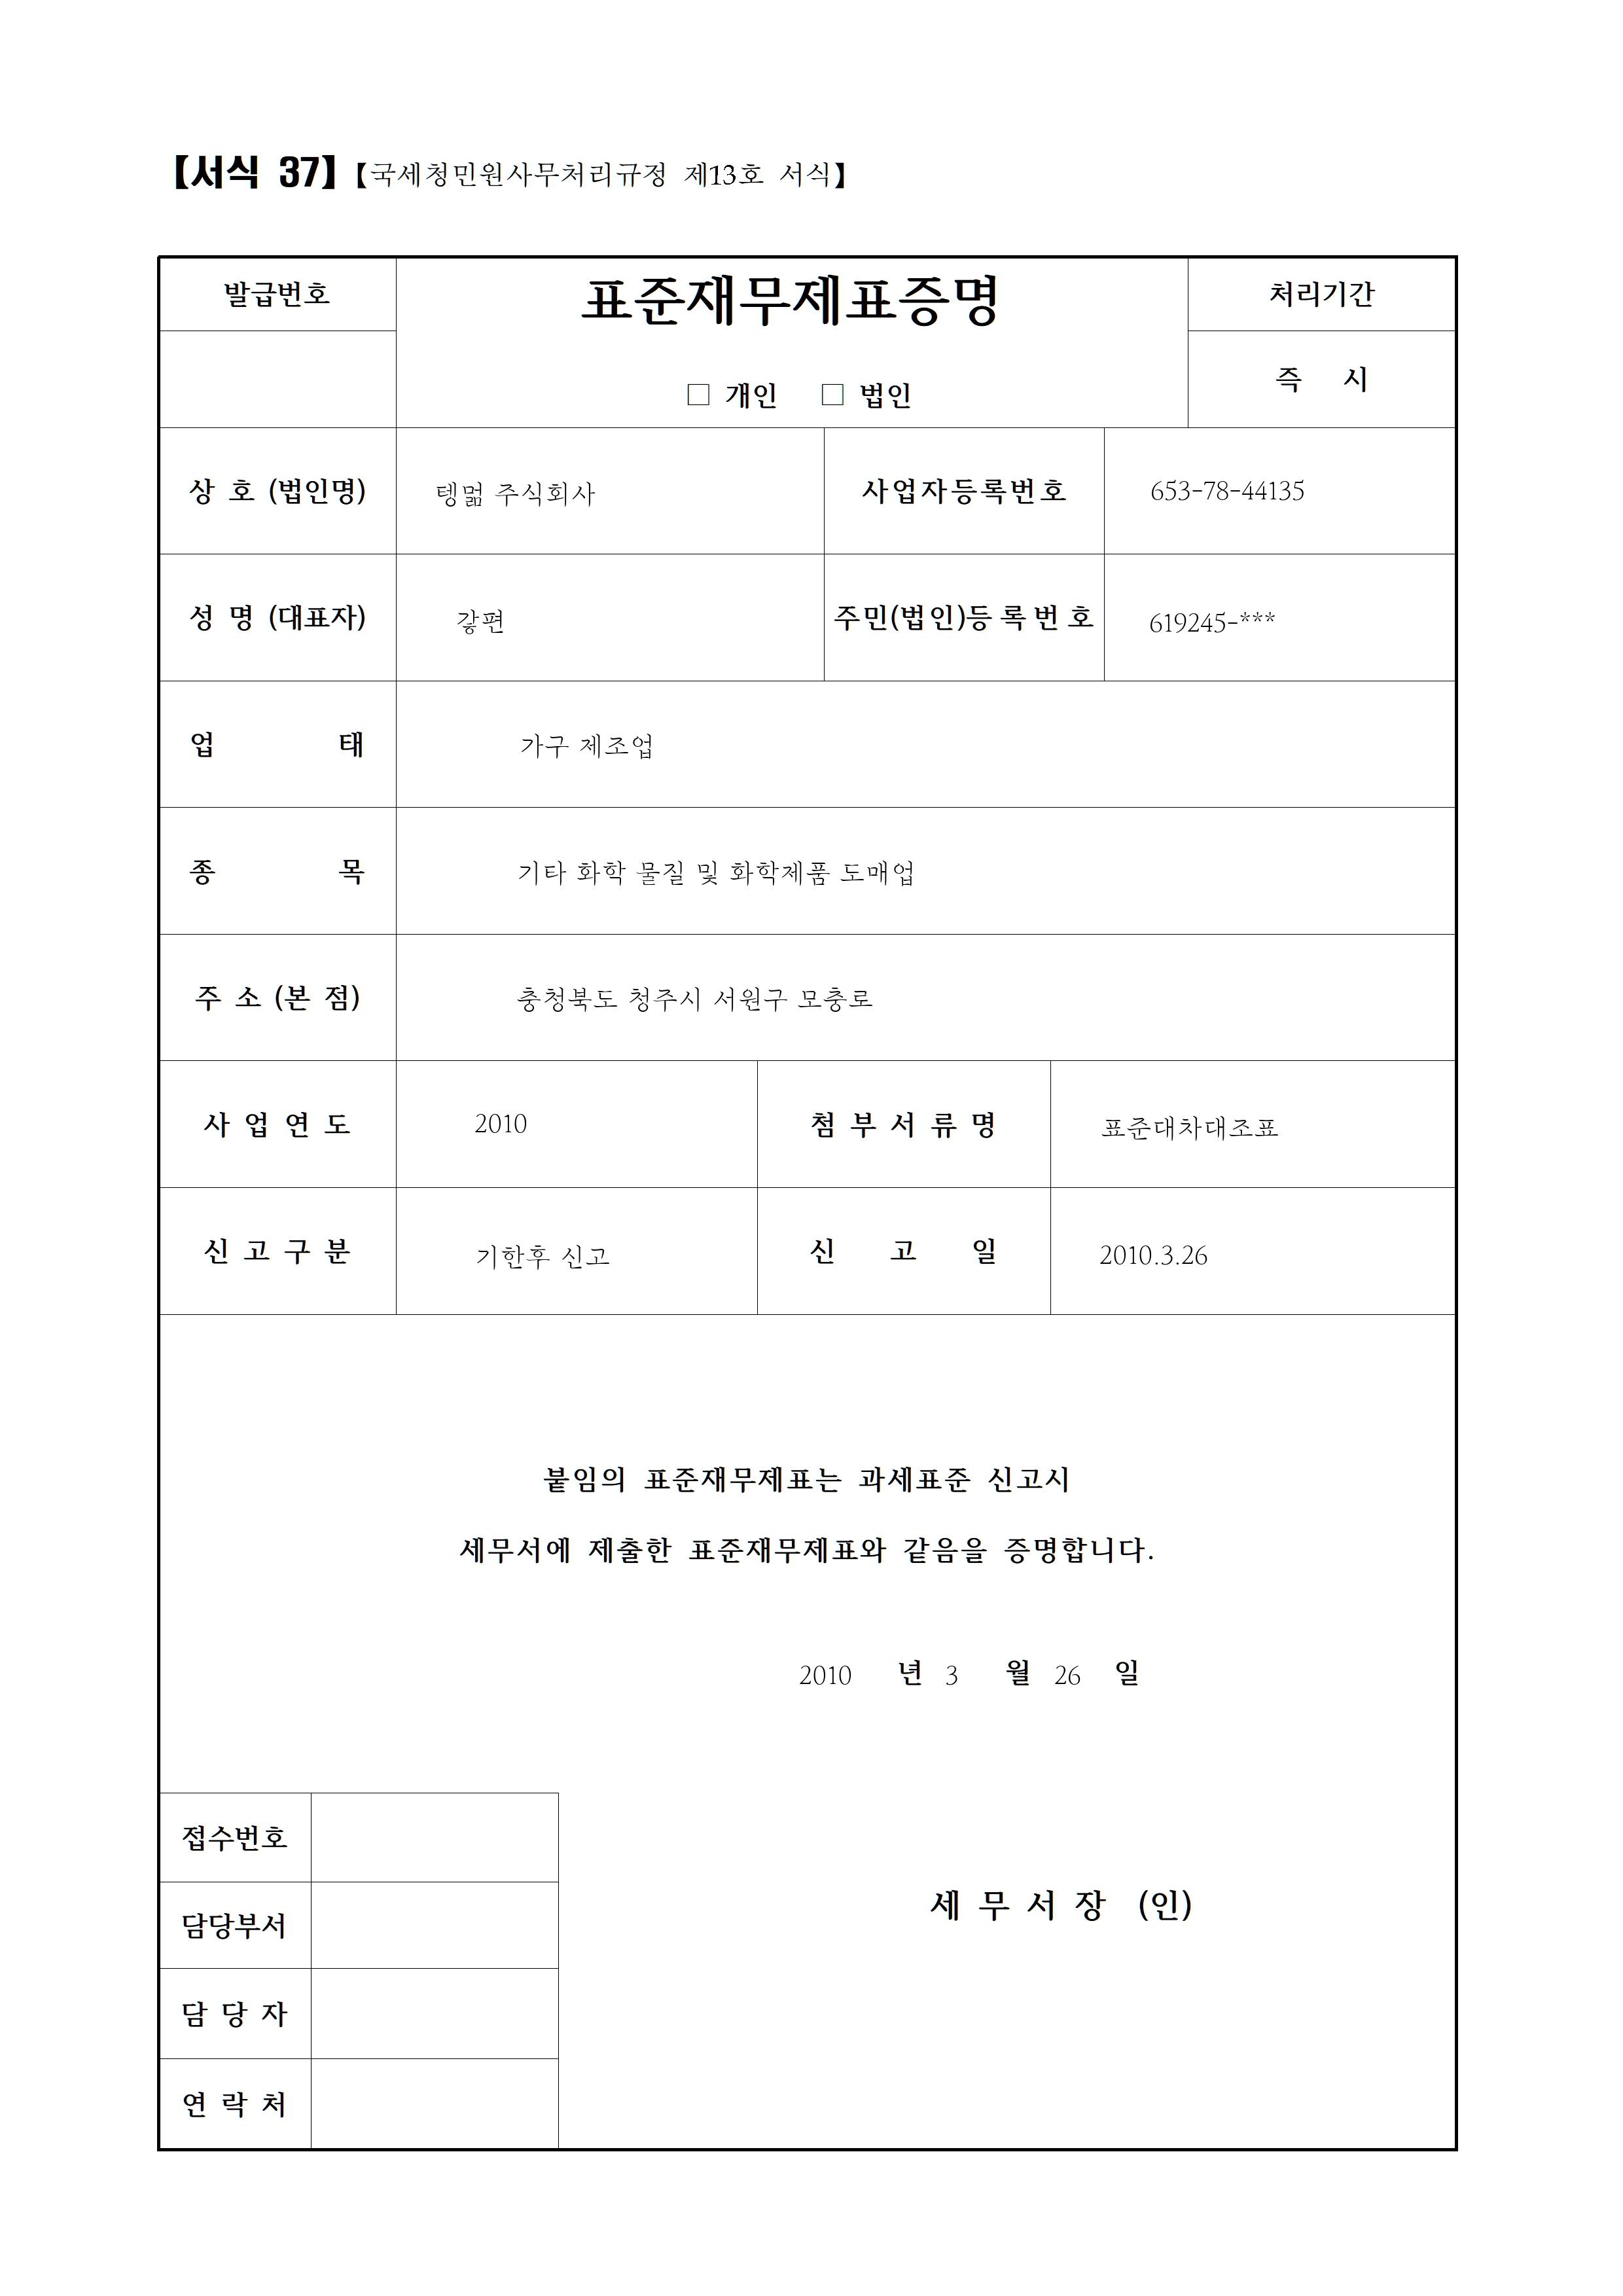 【서식 37】【국세청민원사무처리규정 제13호 서식】
발급번호
표준재무제표증명
처리기간
□ 개인 □ 법인
즉 시
상 호 (법인명) 텡멂 주식회사 사업자등록번호 653-78-44135
성 명 (대표자) 갛편 주민(법인)등록번호 619245-***
업 태 가구 제조업
종 목 기타 화학 물질 및 화학제품 도매업
주 소 (본 점) 충청북도 청주시 서원구 모충로
사 업 연 도 2010 첨 부 서 류 명 표준대차대조표
신 고 구 분 기한후 신고 신 고 일 2010.3.26
붙임의 표준재무제표는 과세표준 신고시
세무서에 제출한 표준재무제표와 같음을 증명합니다.
2010 년 3 월 26 일
접수번호
담당부서
세 무 서 장 (인)
담 당 자
연 락 처